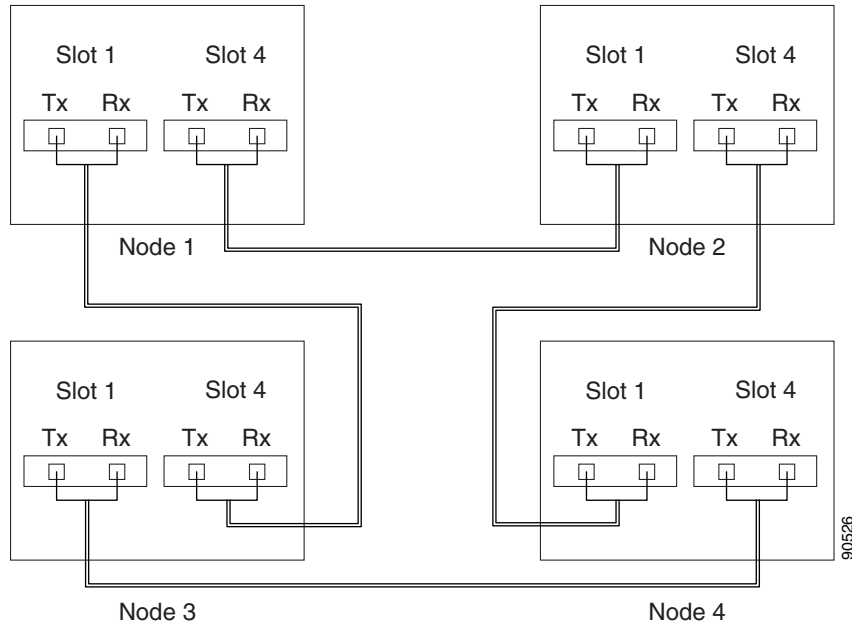 Slot 1 Slot 4 Slot 1 Slot 4
Tx Rx Tx Rx Tx Rx Tx Rx
Node 1 Node 2
Slot 1 Slot 4 Slot 1 Slot 4
Tx Rx Tx Rx Tx Rx Tx Rx
90526
Node 3 Node 4